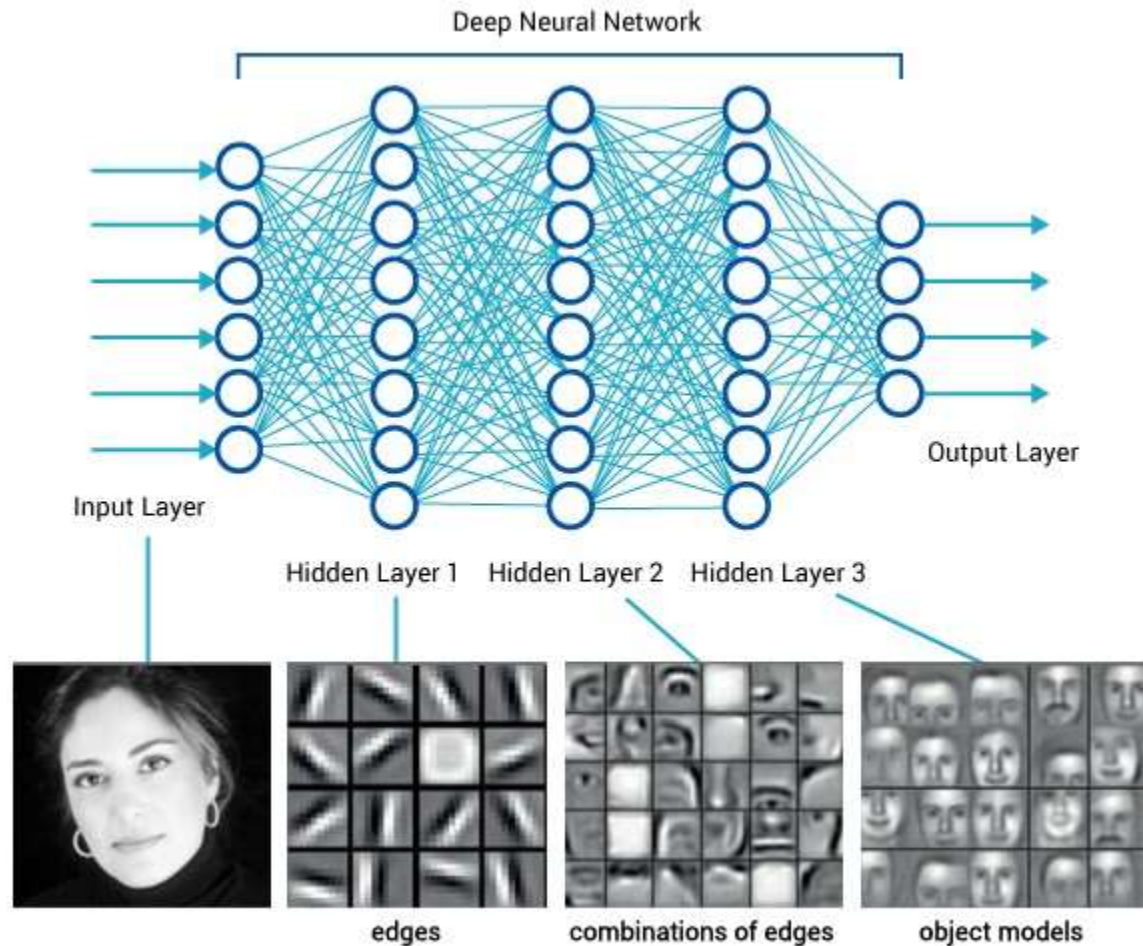 Deep Neural Network
Output Layer
Input Layer
Hidden Layer 1
Hidden Layer 2
Hidden Layer 3
edges
combinations of edges
object models